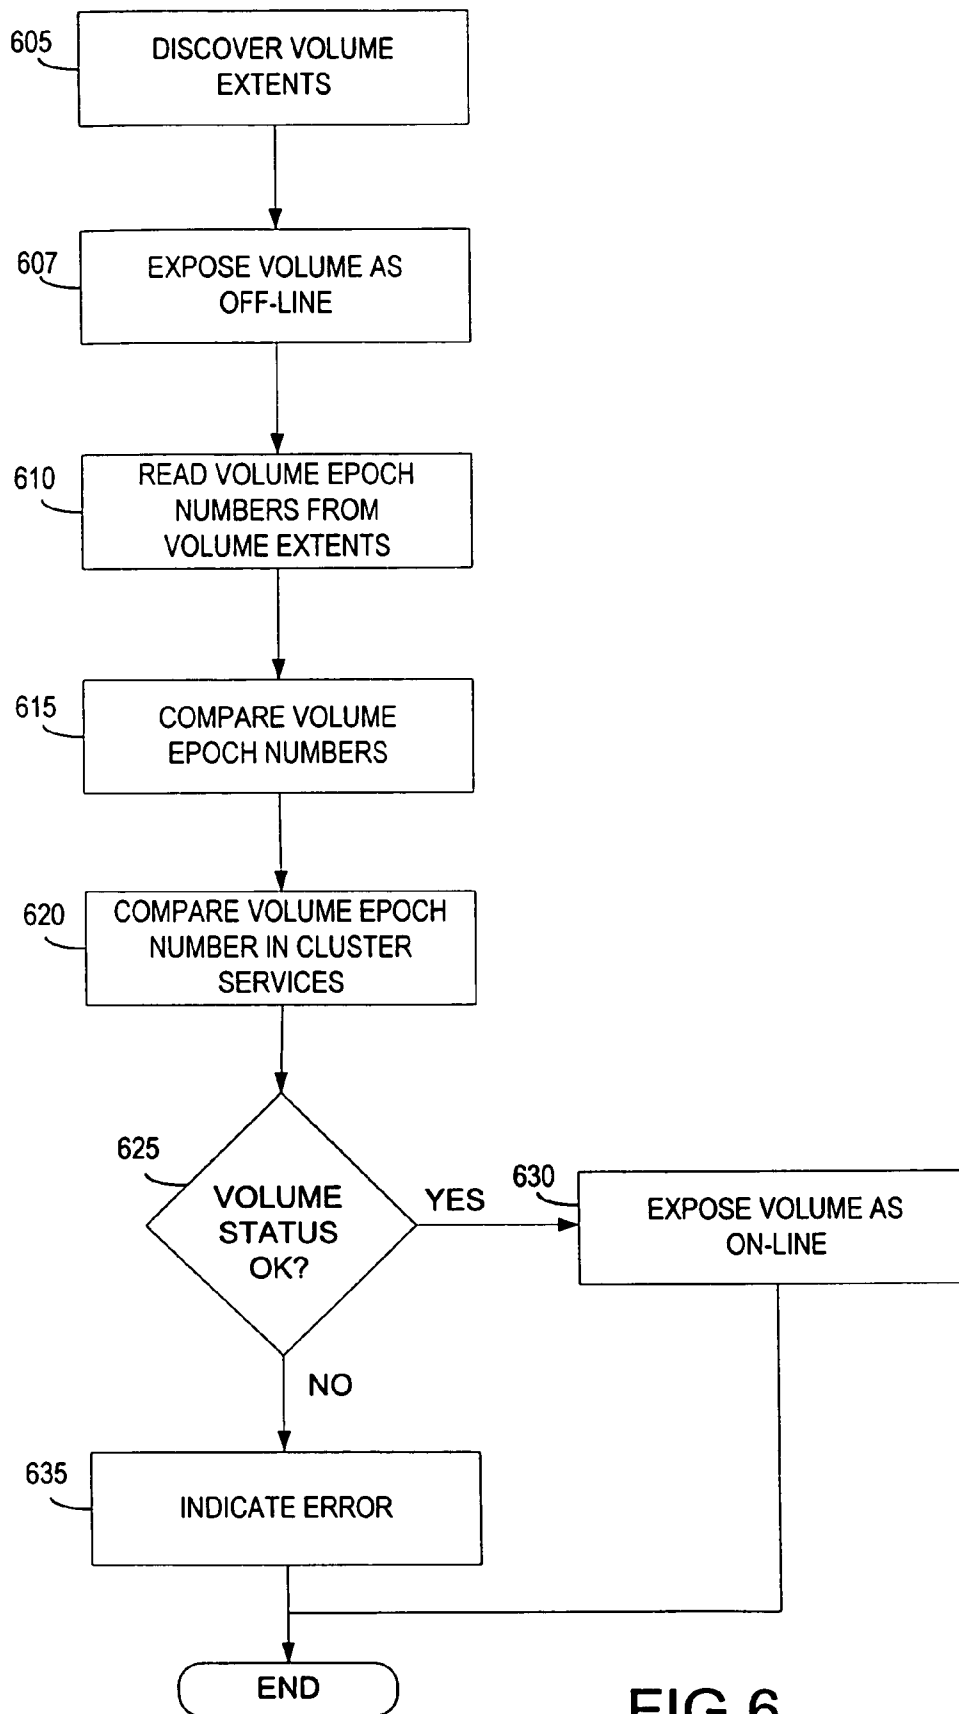 605
DISCOVER VOLUME
EXTENTS
607
EXPOSE VOLUME AS
OFF-LINE
610
READ VOLUME EPOCH
NUMBERS FROM
VOLUME EXTENTS
615
COMPARE VOLUME
EPOCH NUMBERS
620
COMPARE VOLUME EPOCH
NUMBER IN CLUSTER
SERVICES
625
VOLUME
STATUS
OK?
YES
630
EXPOSE VOLUME AS
ON-LINE
NO
635
INDICATE ERROR
END
FIG 6